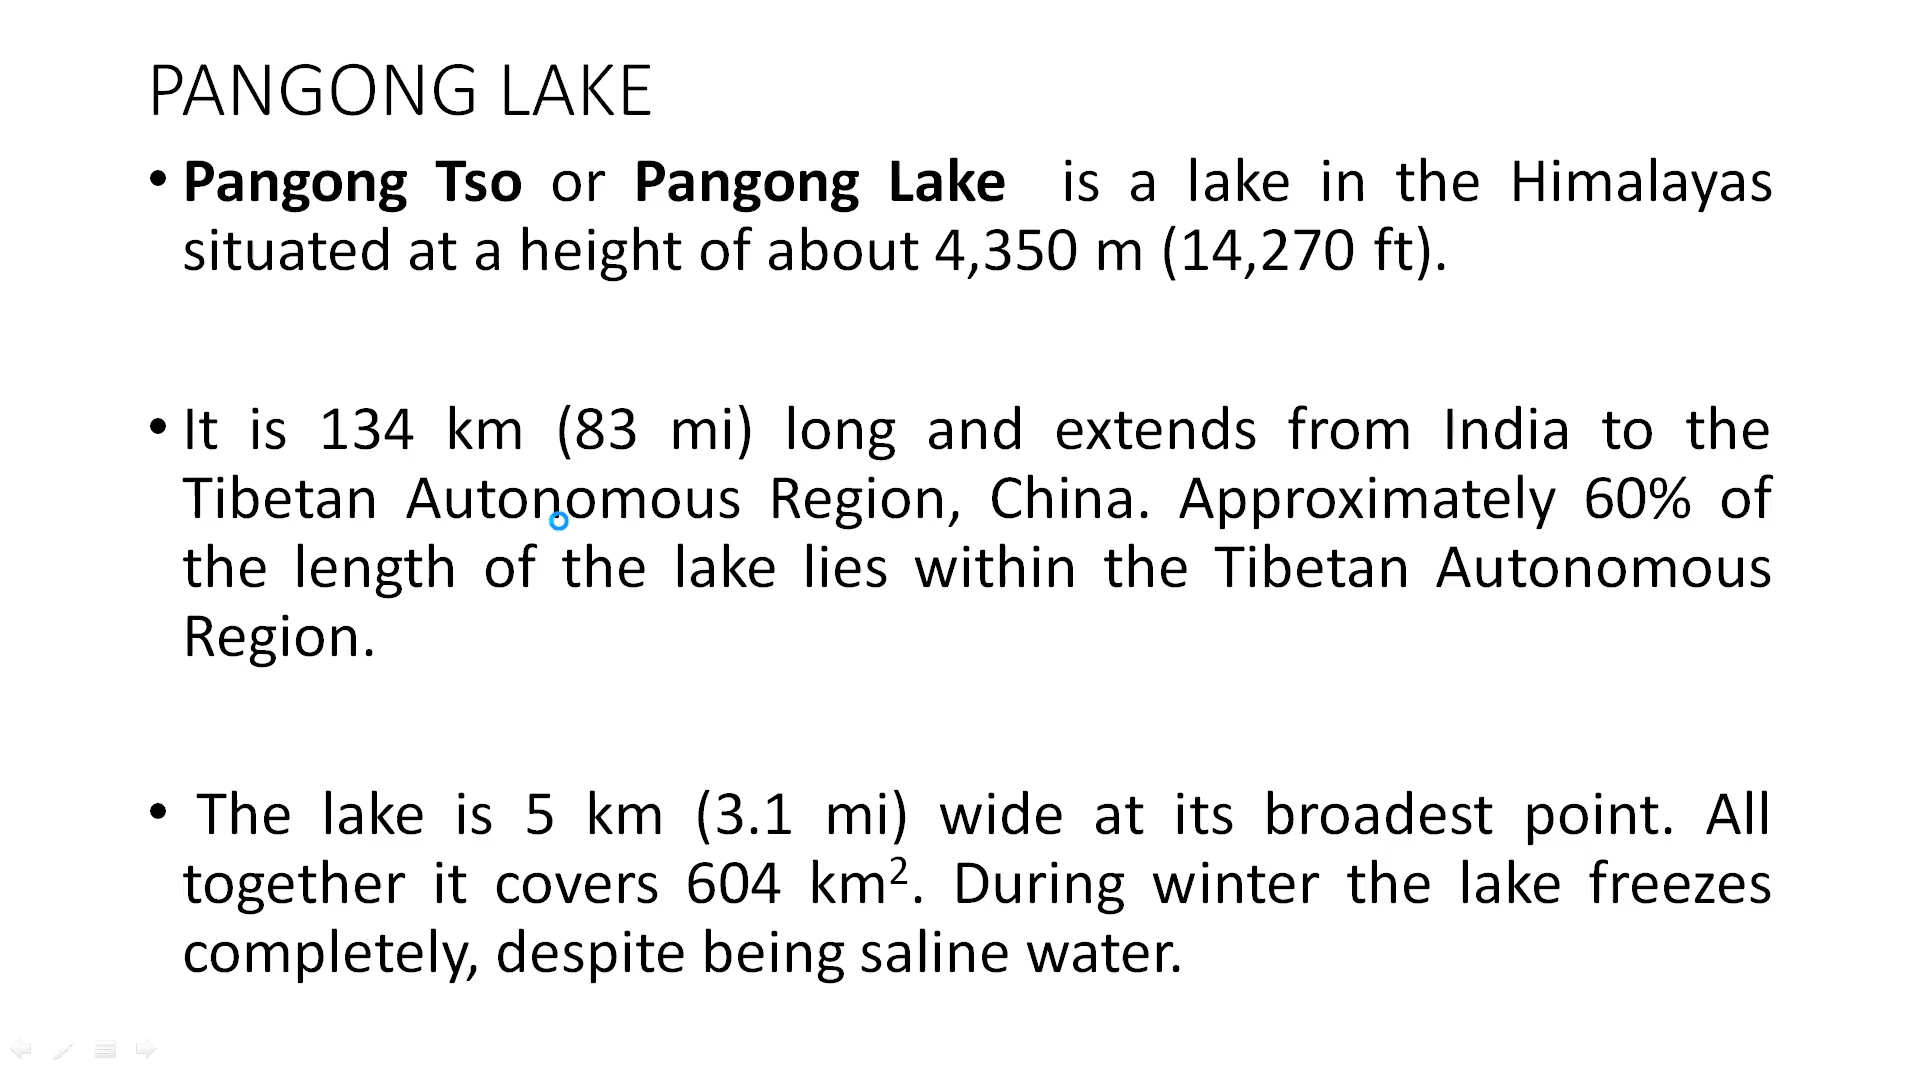 PANGONG LAKE
• Pangong Tso or Pangong Lake is a lake in the Himalayas
situated at a height of about 4,350 m (14,270 ft).
• It is 134 km (83 mi) long and extends from India to the
Tibetan Autonomous Region, China. Approximately 60% of
the length of the lake lies within the Tibetan Autonomous
Region.
• The lake is 5 km (3.1 mi) wide at its broadest point. All
together it covers 604 km². During winter the lake freezes
completely, despite being saline water.